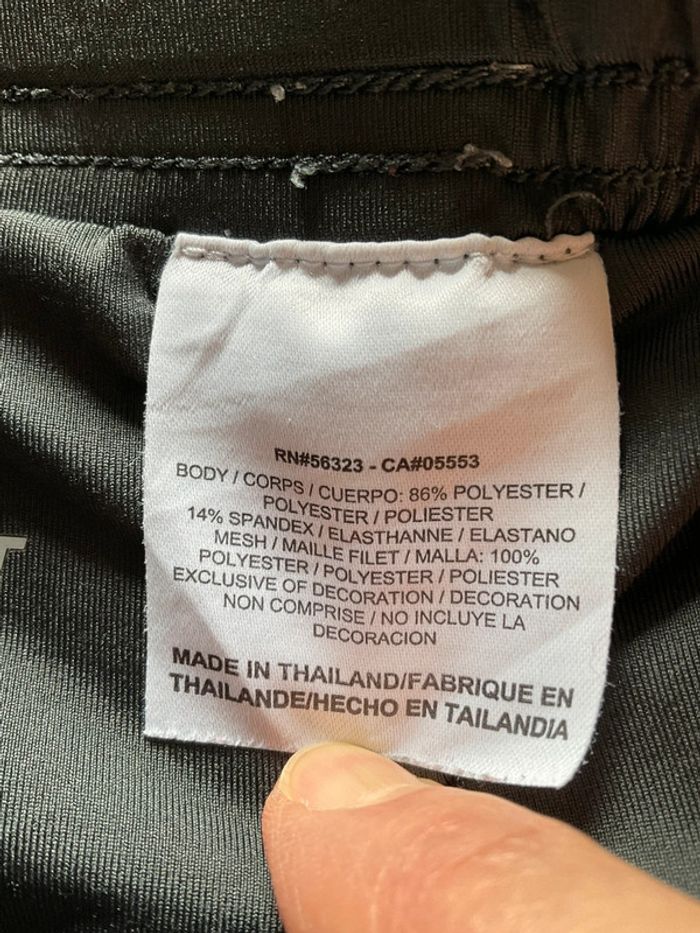 RN#56323 - CA#05553
BODY / CORPS / CUERPO: 86% POLYESTER /
POLYESTER / POLIESTER
14% SPANDEX / ELASTHANNE / ELASTANO
MESH / MAILLE FILET / MALLA: 100%
POLYESTER / POLYESTER / POLIESTER
EXCLUSIVE OF DECORATION / DECORATION
NON COMPRISE / NO INCLUYE LA
DECORACION
MADE IN THAILAND/FABRIQUE EN
THAILANDE/HECHO EN TAILANDIA
T